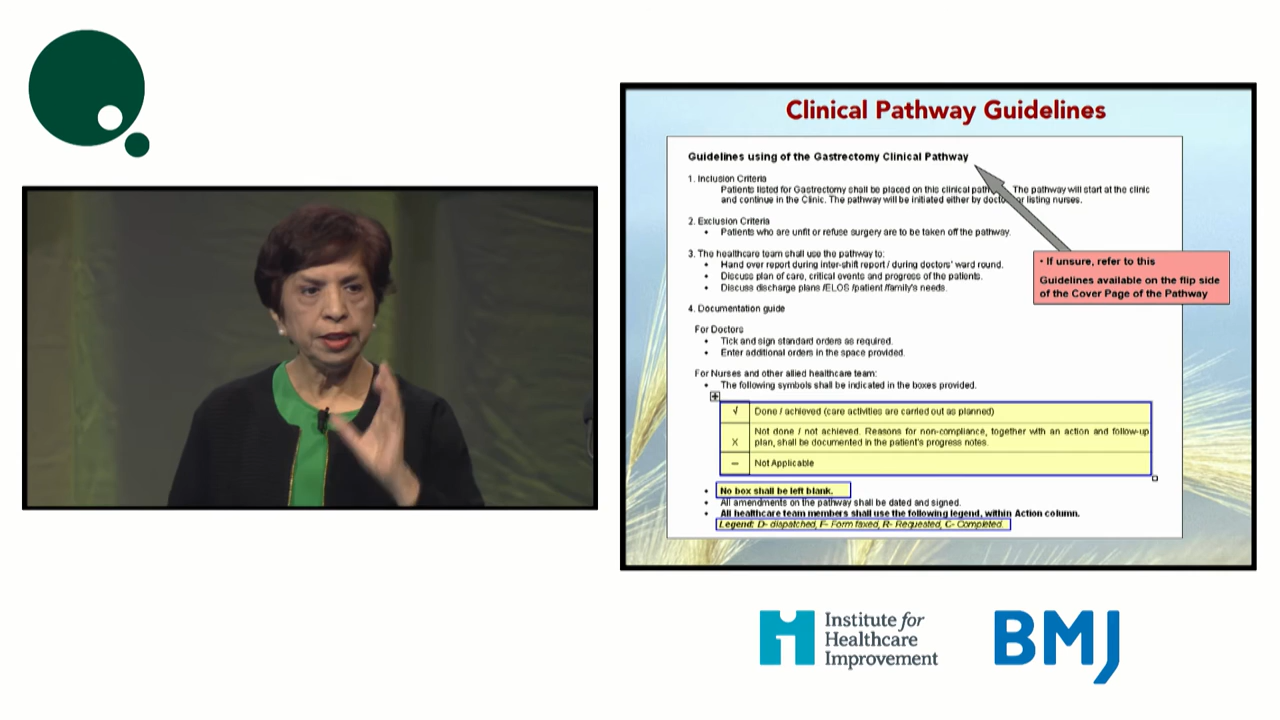 Clinical Pathway Guidelines
Guidelines using of the Gastrectomy Clinical Pathway
1. Inclusion Criteria
Patients listed for Gastrectomy shall be placed on this clinical path The pathway will start at the clinic
and continue in the Clinic. The pathway will be initiated either by docto or listing nurses.
2. Exclusion Criteria
• Patients who are unfit or refuse surgery are to be taken off the pathway.
3. The healthcare team shall use the pathway to:
• Hand over report during inter-shift report / during doctors' ward round.
• Discuss plan of care, critical events and progress of the patients.
• Discuss discharge plans /ELOS /patient /family's needs.
• If unsure, refer to this
Guidelines available on the flip side
of the Cover Page of the Pathway
4. Documentation guide
For Doctors
• Tick and sign standard orders as required.
• Enter additional orders in the space provided.
For Nurses and other allied healthcare team:
• The following symbols shall be indicated in the boxes provided.
√ Done / achieved (care activities are carried out as planned)
X Not done / not achieved. Reasons for non-compliance, together with an action and follow-up
plan, shall be documented in the patient's progress notes.
– Not Applicable
• No box shall be left blank.
• All amendments on the pathway shall be dated and signed.
• All healthcare team members shall use the following legend, within Action column.
Legend: D- dispatched, F- Form faxed, R- Requested, C- Completed.
Institute for
Healthcare
Improvement
BMJ